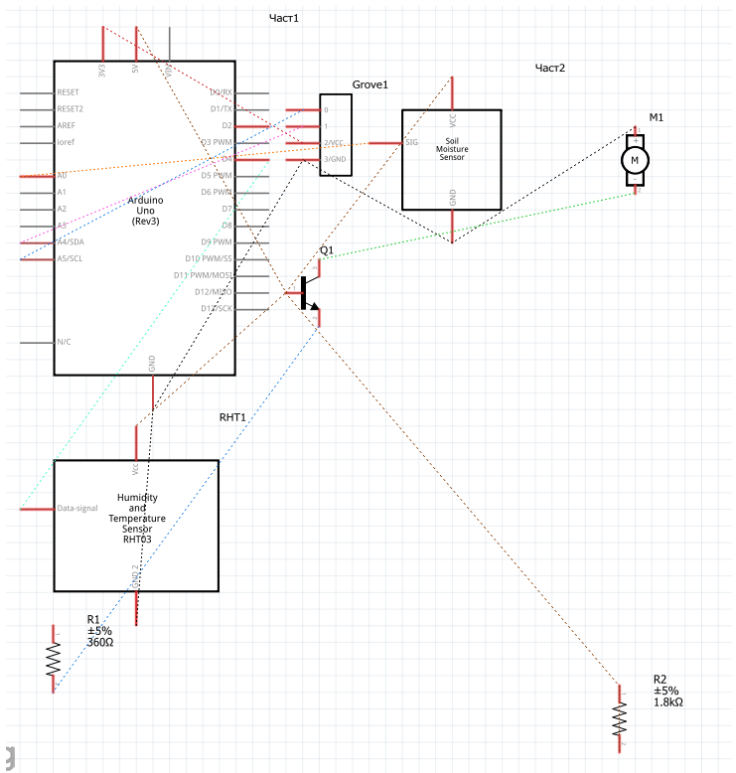 Част1
3V3
5V
VIN
RESET
RESET2
AREF
ioref
A0
A1
A2
A3
A4/SDA
A5/SCL
N/C
D0/RX
D1/TX
D2
D3 PWM
D4
D5 PWM
D6 PWM
D7
D8
D9 PWM
D10 PWM/SS
D11 PWM/MOSI
D12/MISO
D13/SCK
GND
Arduino
Uno
(Rev3)
Grove1
0
1
2/VCC
3/GND
Част2
VCC
SIG
Soil
Moisture
Sensor
GND
M1
M
Q1
RHT1
Vcc
Data-signal
Humidity
and
Temperature
Sensor
RHT03
GND 2
R1
±5%
360Ω
R2
±5%
1.8kΩ
g